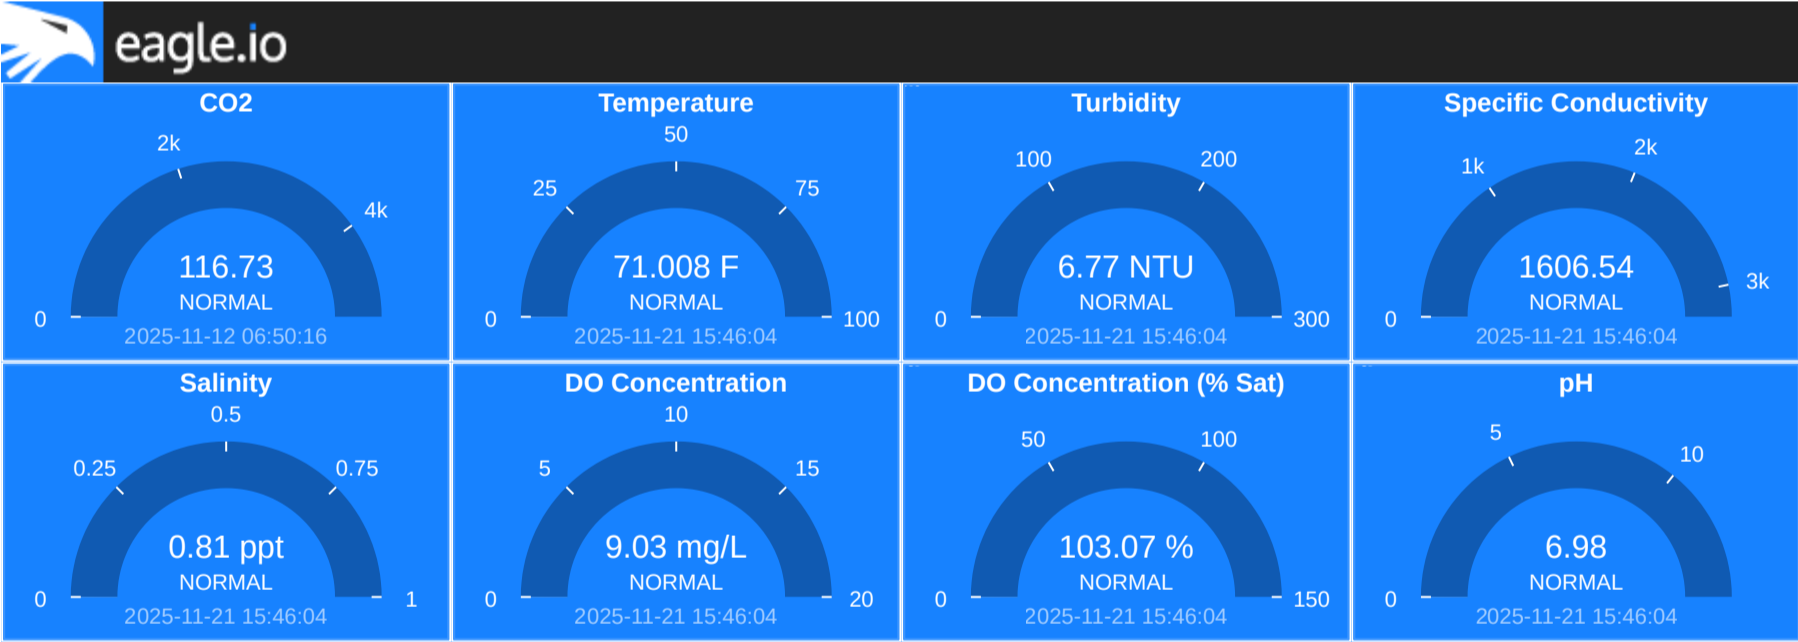 eagle.io
CO2
2k
4k
116.73
NORMAL
0
2025-11-12 06:50:16
Temperature
50
25
75
71.008 F
NORMAL
0
100
2025-11-21 15:46:04
Turbidity
100
200
6.77 NTU
NORMAL
0
300
2025-11-21 15:46:04
Specific Conductivity
2k
1k
1606.54
3k
NORMAL
0
2025-11-21 15:46:04
Salinity
0.5
0.25
0.75
0.81 ppt
NORMAL
0
1
2025-11-21 15:46:04
DO Concentration
10
5
15
9.03 mg/L
NORMAL
0
20
2025-11-21 15:46:04
DO Concentration (% Sat)
50
100
103.07 %
NORMAL
0
150
2025-11-21 15:46:04
pH
5
10
6.98
NORMAL
0
2025-11-21 15:46:04